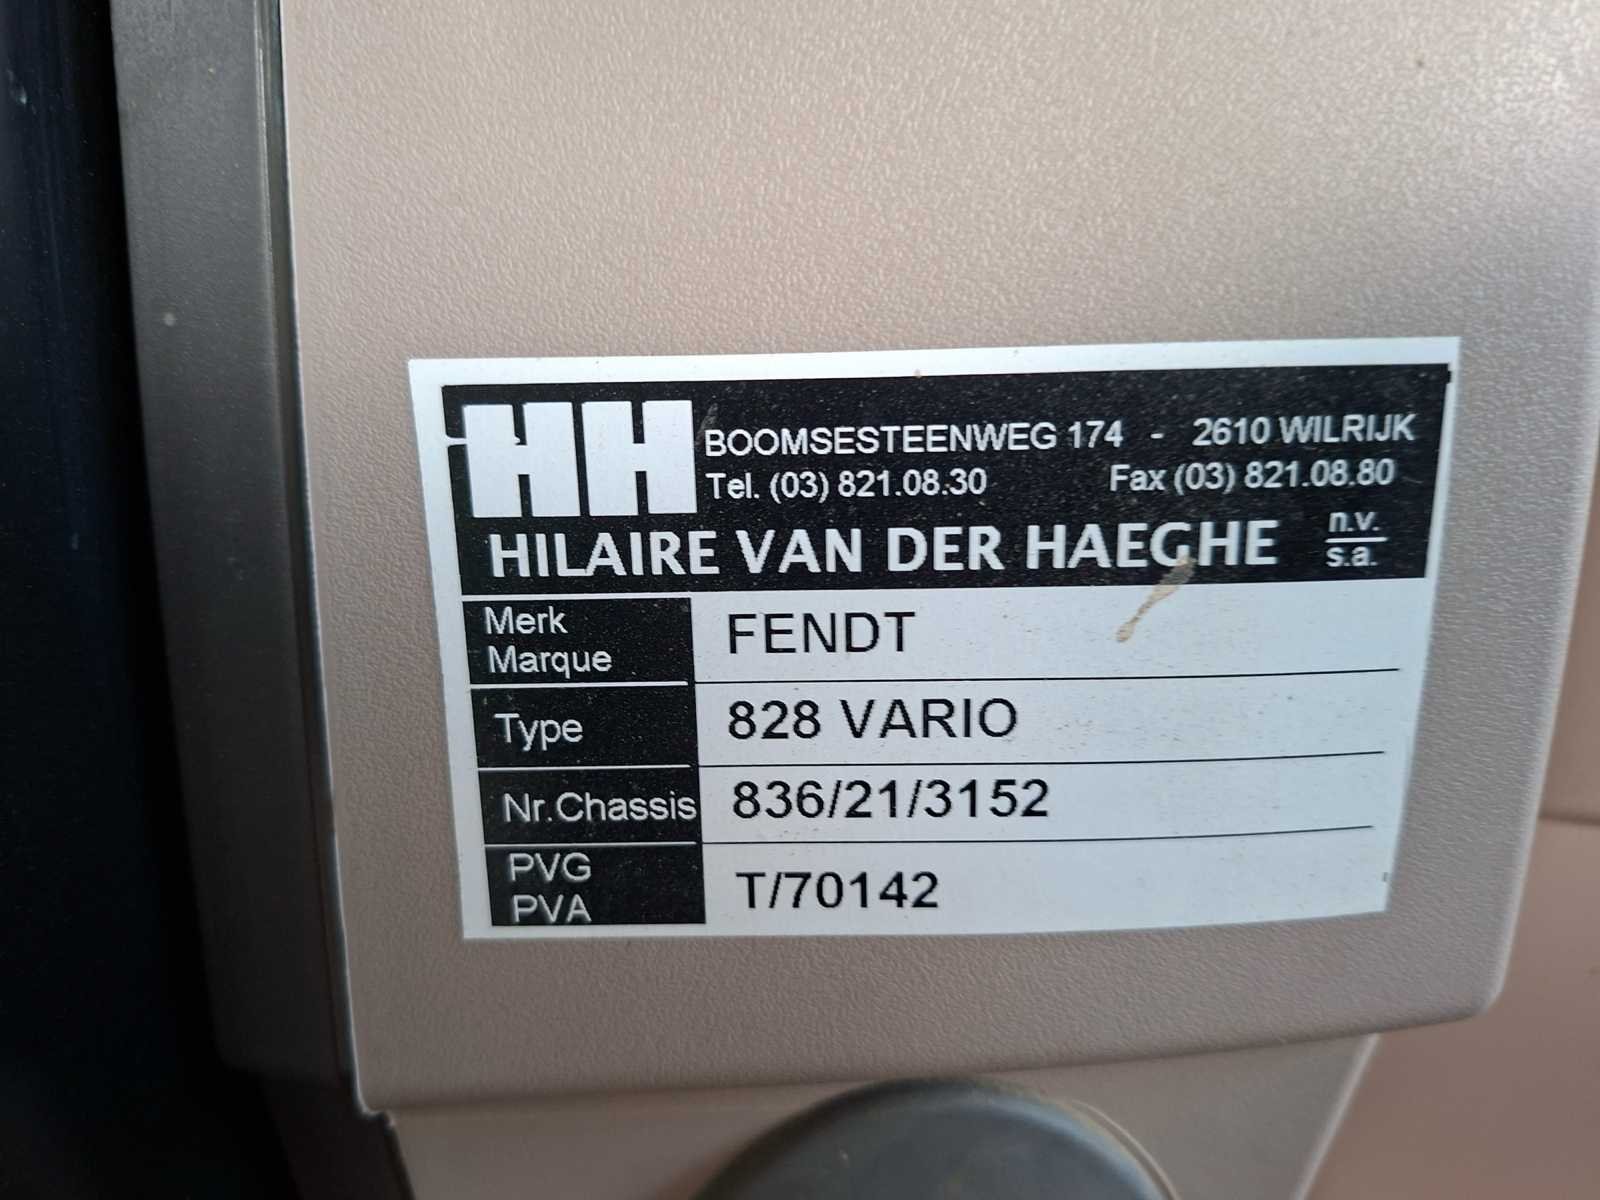 HH
BOOMSESTEENWEG 174 - 2610 WILRIJK
Tel. (03) 821.08.30 Fax (03) 821.08.80
HILAIRE VAN DER HAEGHE n.v. s.a.
Merk Marque FENDT
Type 828 VARIO
Nr.Chassis 836/21/3152
PVG PVA T/70142